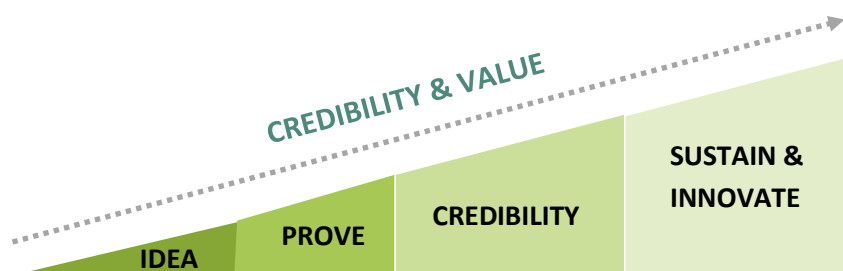 CREDIBILITY & VALUE
IDEA
PROVE
CREDIBILITY
SUSTAIN &
INNOVATE